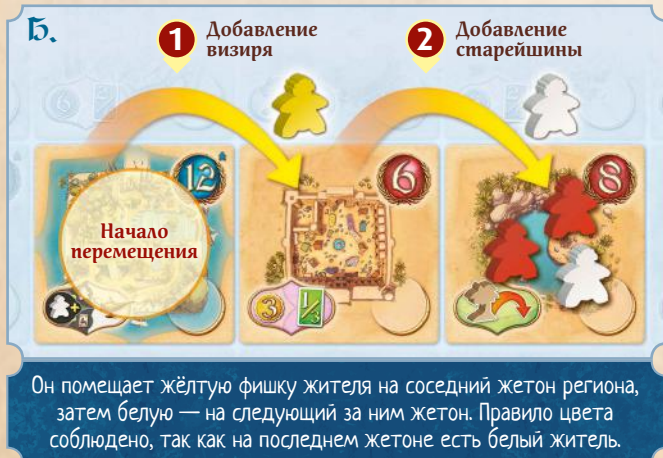 Б.
1 Добавление
визиря
2 Добавление
старейшины
12
6
8
Начало
перемещения
3
1/3
Он помещает жёлтую фишку жителя на соседний жетон региона,
затем белую — на следующий за ним жетон. Правило цвета
соблюдено, так как на последнем жетоне есть белый житель.